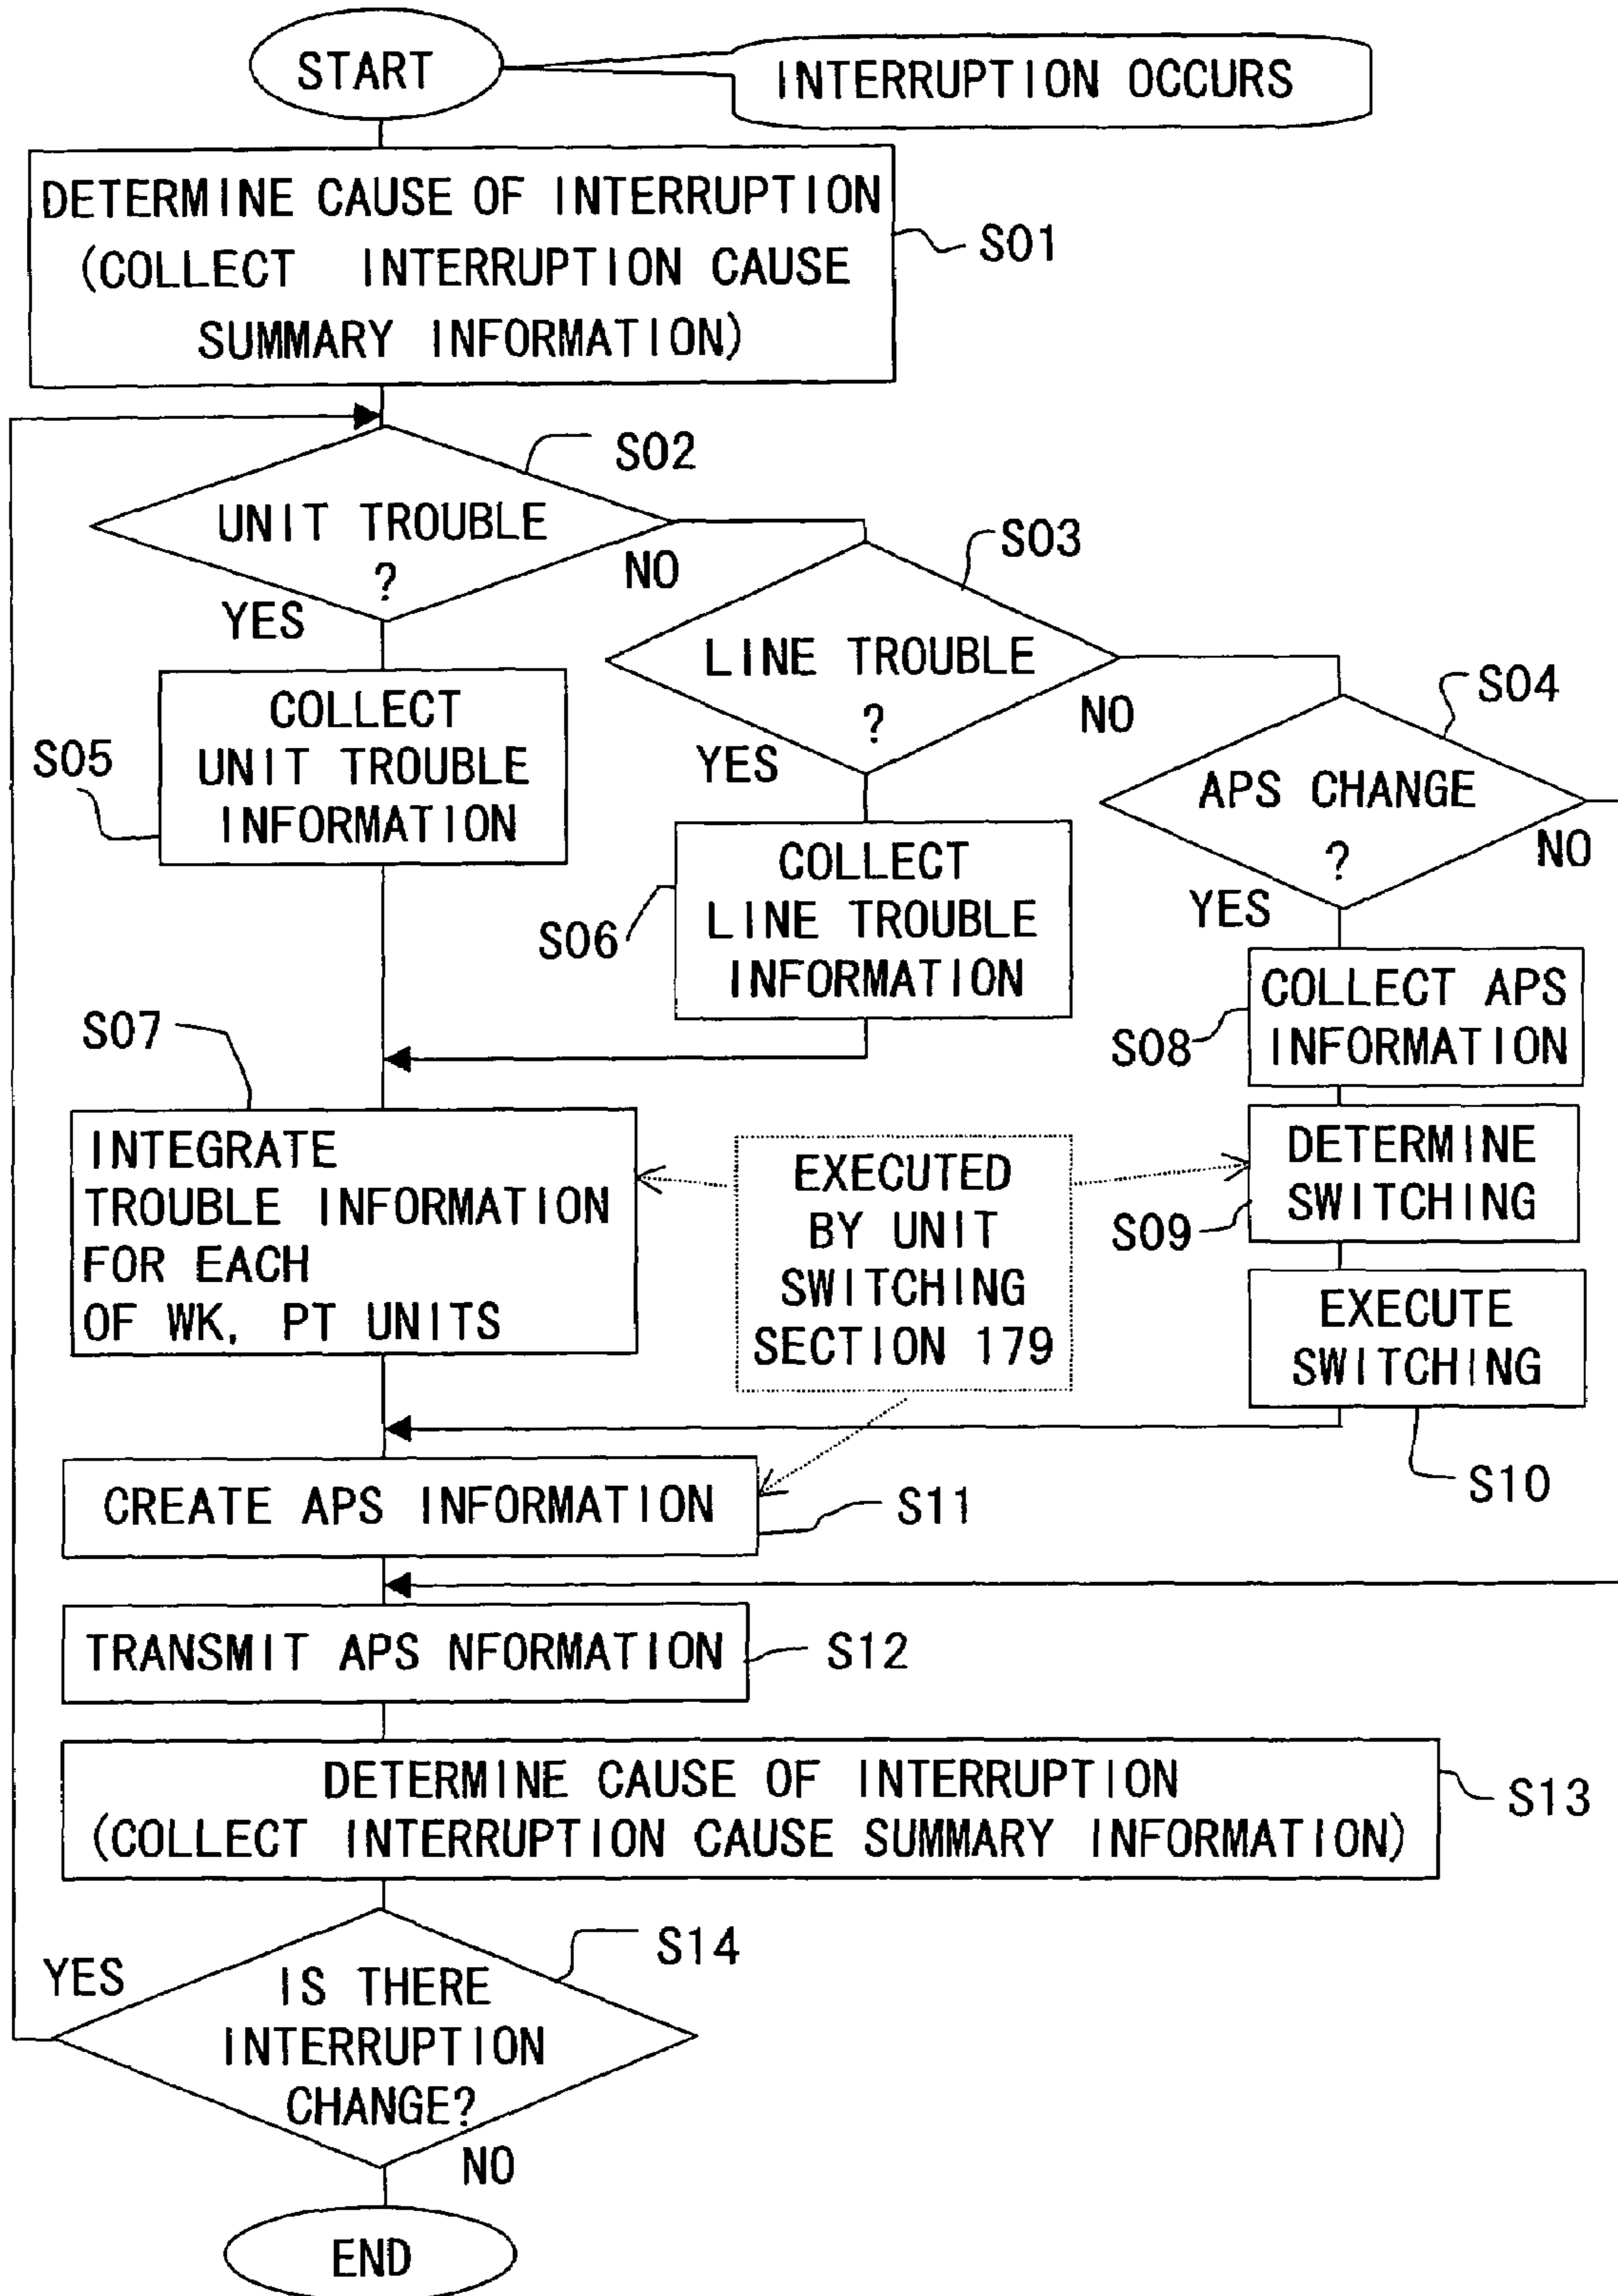 START
INTERRUPTION OCCURS
DETERMINE CAUSE OF INTERRUPTION
(COLLECT INTERRUPTION CAUSE
SUMMARY INFORMATION)
S01
S02
UNIT TROUBLE
?
NO
YES
S03
LINE TROUBLE
?
NO
YES
S04
APS CHANGE
?
NO
YES
COLLECT
UNIT TROUBLE
INFORMATION
S05
COLLECT
LINE TROUBLE
INFORMATION
S06
COLLECT APS
INFORMATION
S08
S07
INTEGRATE
TROUBLE INFORMATION
FOR EACH
OF WK, PT UNITS
EXECUTED
BY UNIT
SWITCHING
SECTION 179
DETERMINE
SWITCHING
S09
EXECUTE
SWITCHING
S10
CREATE APS INFORMATION
S11
TRANSMIT APS NFORMATION
S12
DETERMINE CAUSE OF INTERRUPTION
(COLLECT INTERRUPTION CAUSE SUMMARY INFORMATION)
S13
S14
YES
IS THERE
INTERRUPTION
CHANGE?
NO
END